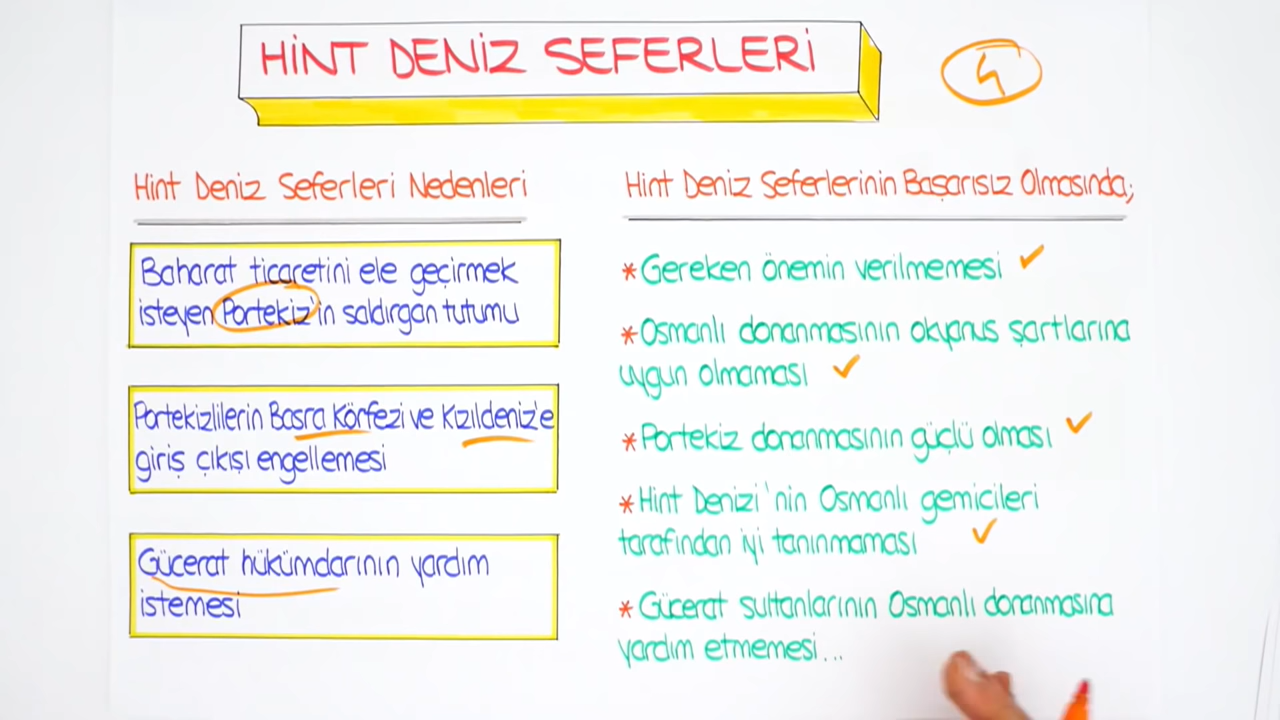 HİNT DENİZ SEFERLERİ
4
Hint Deniz Seferleri Nedenleri
Baharat ticaretini ele geçirmek
isteyen Portekiz'in saldırgan tutumu
Portekizlilerin Basra Körfezi ve Kızıldeniz'e
giriş çıkışı engellemesi
Gücerat hükümdarının yardım
istemesi
Hint Deniz Seferlerinin Başarısız Olmasında;
*Gereken önemin verilmemesi
*Osmanlı donanmasının okyanus şartlarına
uygun olmaması
*Portekiz donanmasının güçlü olması
*Hint Denizi'nin Osmanlı gemicileri
tarafından iyi tanınmaması
*Gücerat sultanlarının Osmanlı donanmasına
yardım etmemesi...